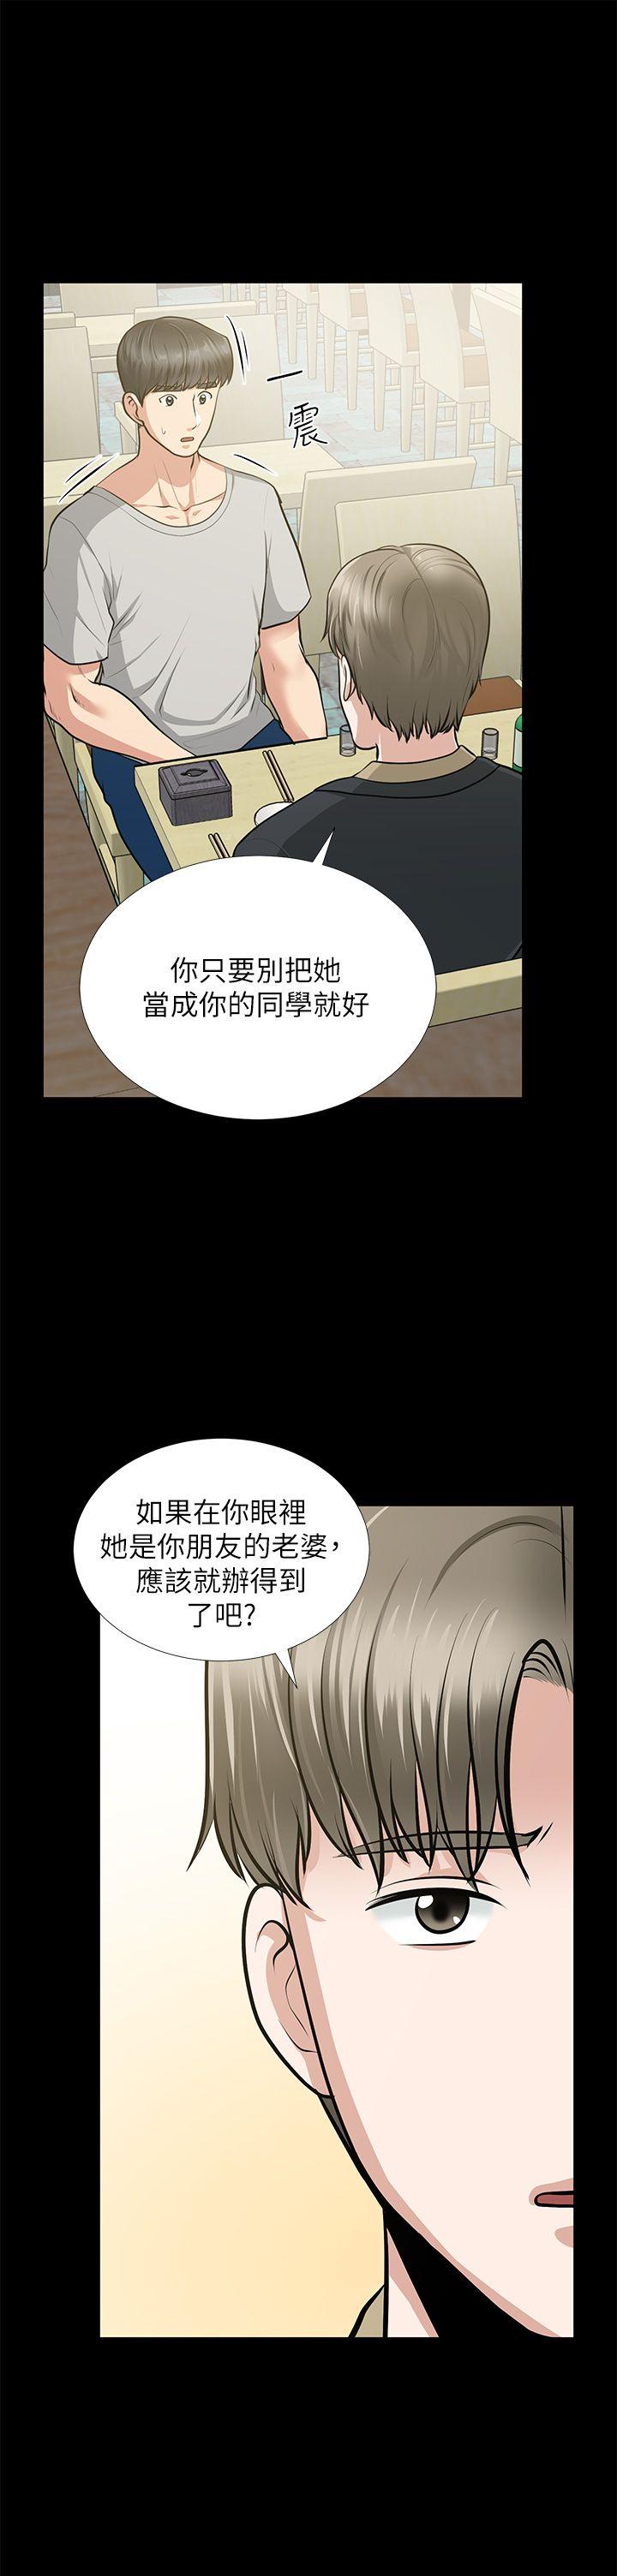 震
你只要別把她
當成你的同學就好
如果在你眼裡
她是你朋友的老婆，
應該就辦得到
了吧？